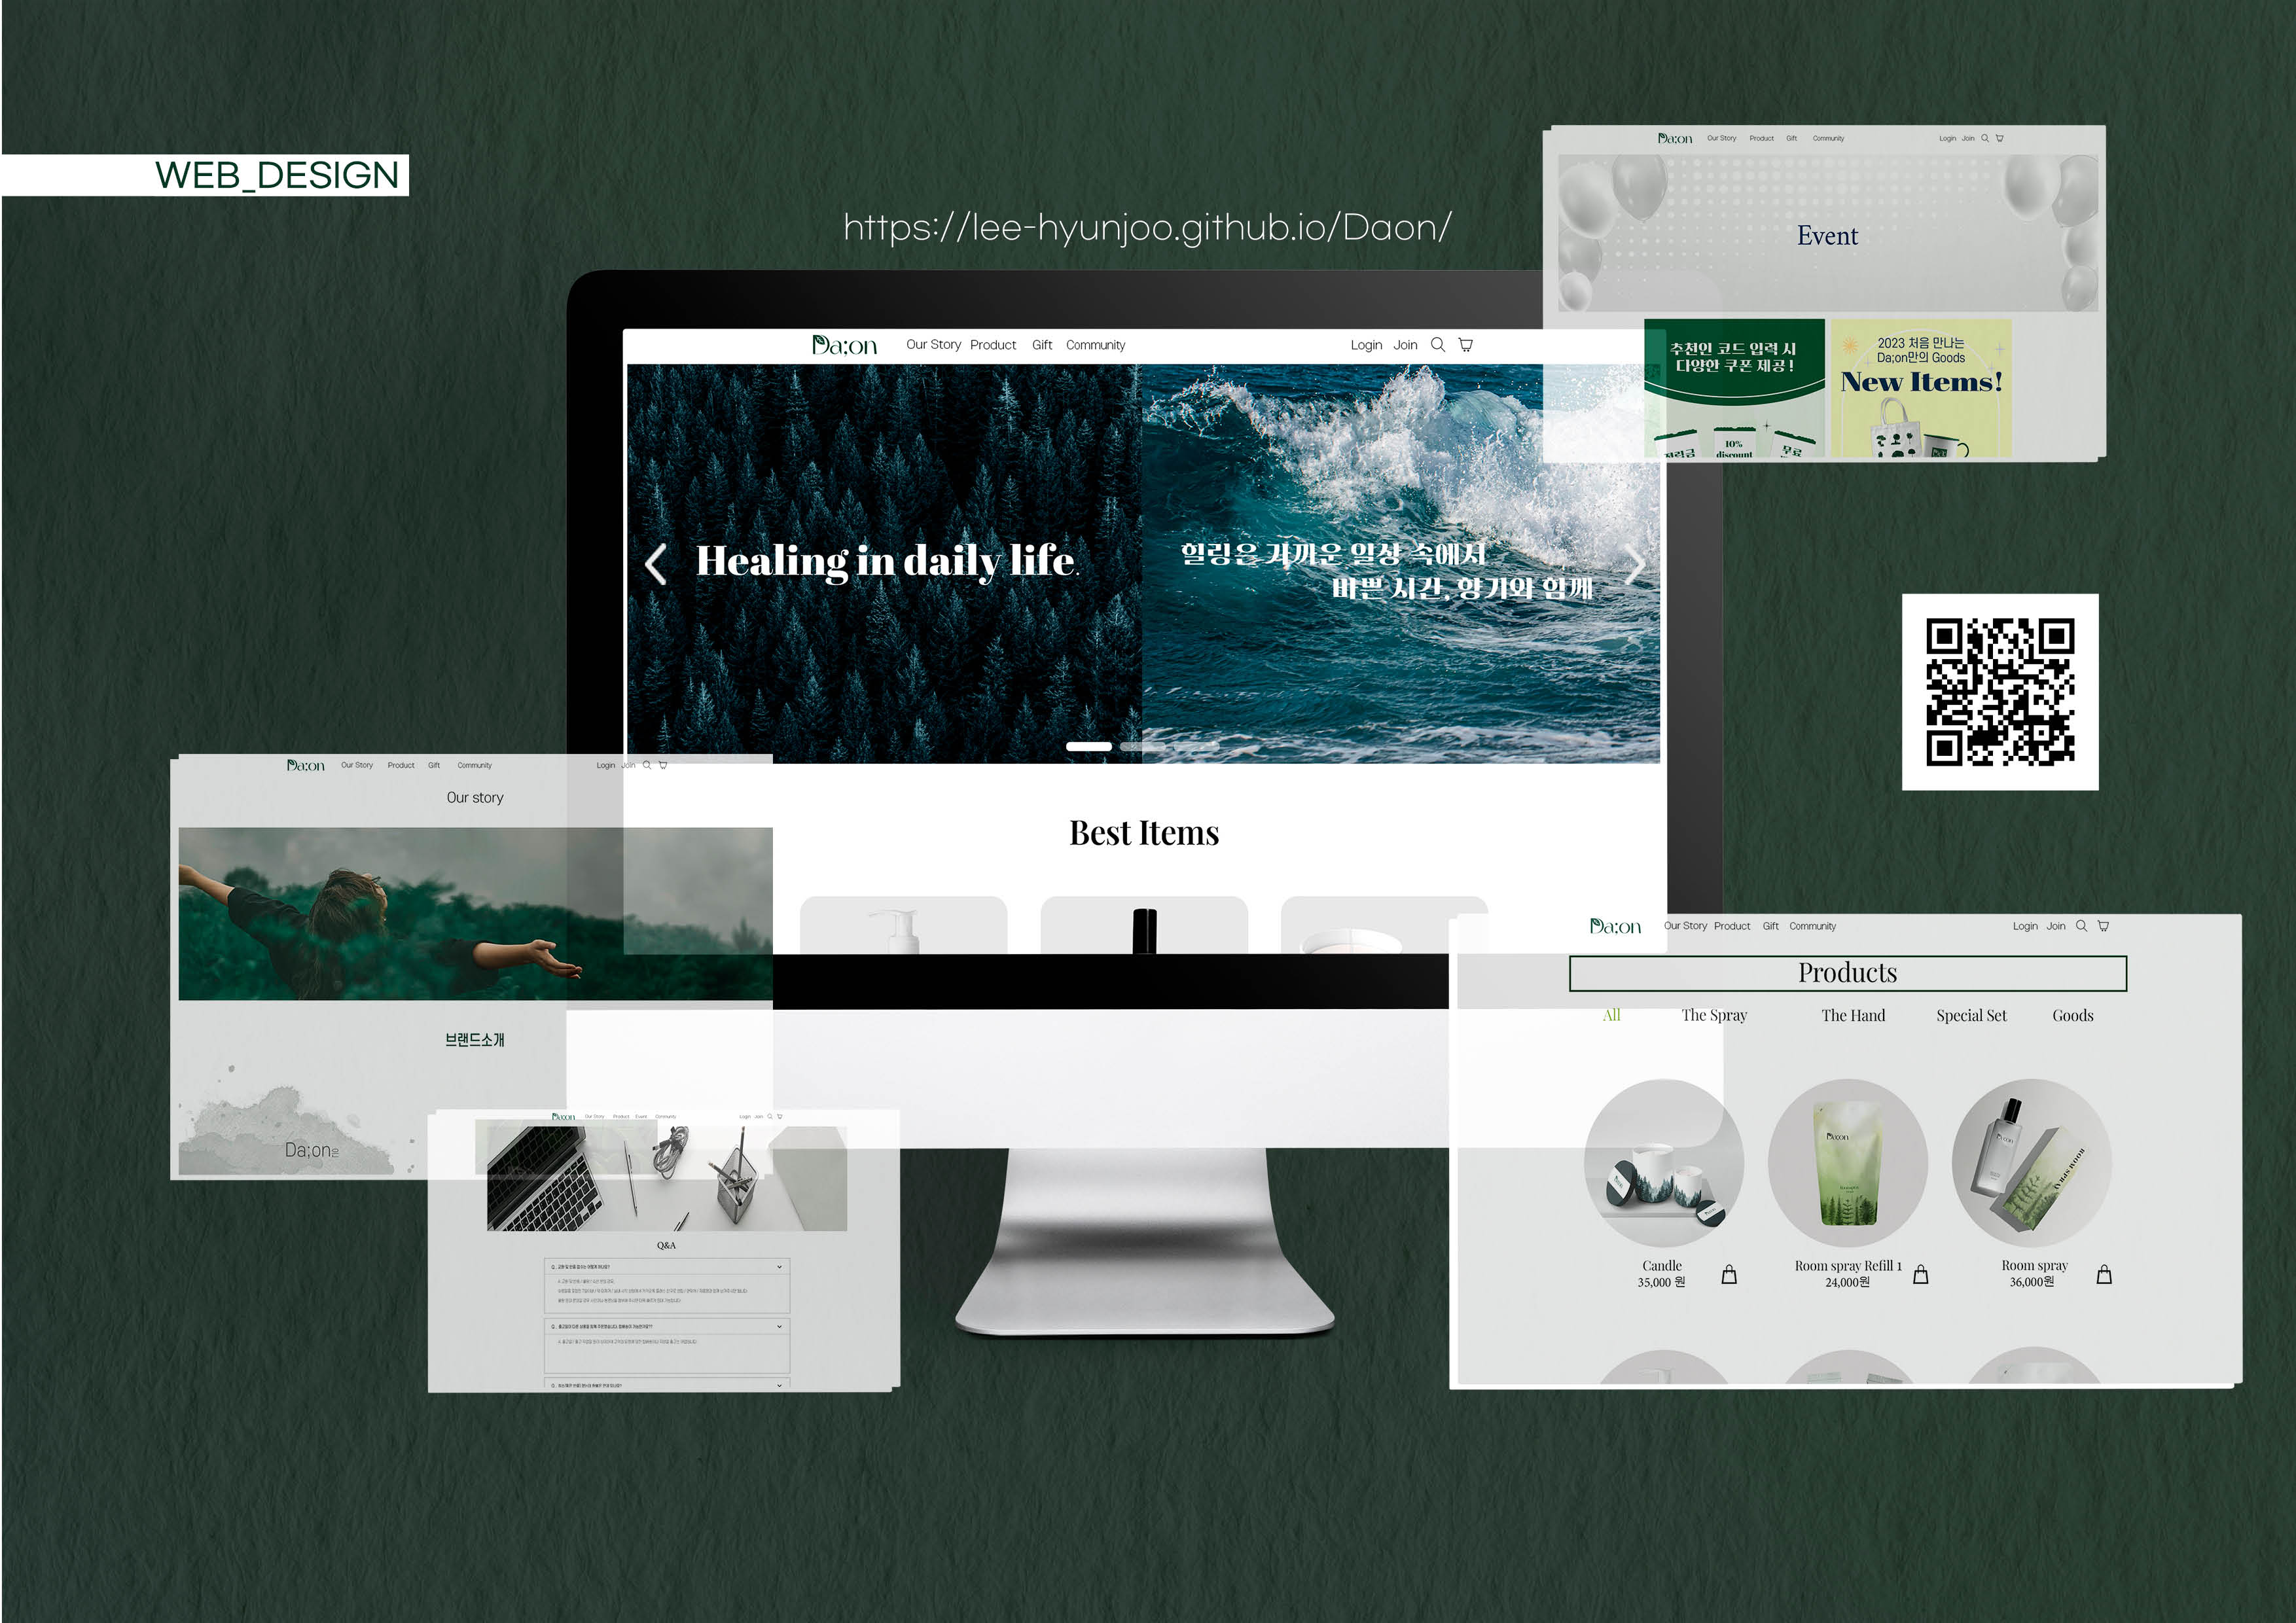 WEB_DESIGN
https://lee-hyunjoo.github.io/Daon/
Da;on Our Story Product Gift Community Login Join
Event
추천인 코드 입력 시
다양한 쿠폰 제공!
10%
discount
무료
2023 처음 만나는
Da;on만의 Goods
New Items!
Da;on Our Story Product Gift Community Login Join
Healing in daily life.
힐링은 가까운 일상 속에서
바쁜 시간, 향기와 함께
Best Items
Da;on Our Story Product Gift Community Login Join
Our story
브랜드소개
Da;on
Da;on Our Story Product Event Community Login Join
Q&A
Da;on Our Story Product Gift Community Login Join
Products
All The Spray The Hand Special Set Goods
Da;on
ROOM SPRAY
Candle
35,000 원
Room spray Refill 1
24,000원
Room spray
36,000원